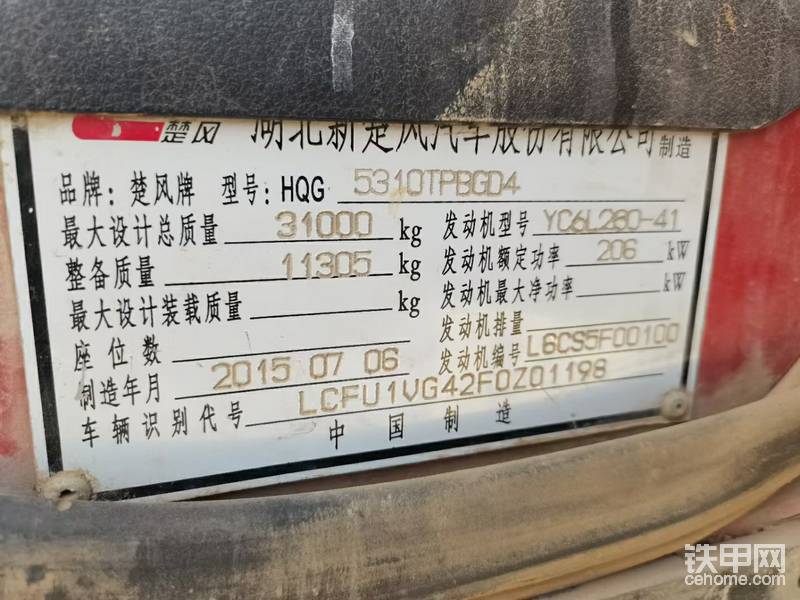 楚风 湖北新楚风汽车股份有限公司制造
品牌：楚风牌 型号：HQG 5310TPBGD4
最大设计总质量 31000 kg 发动机型号 YC6L280-41
整备质量 11305 kg 发动机额定功率 206 kW
最大设计装载质量 kg 发动机最大净功率 kW
座位数 发动机排量
制造年月 2015 07 06 发动机编号 L6CS5F00100
车辆识别代号 LCFU1VG42F0Z01198
中国制造
铁甲网
cehome.com